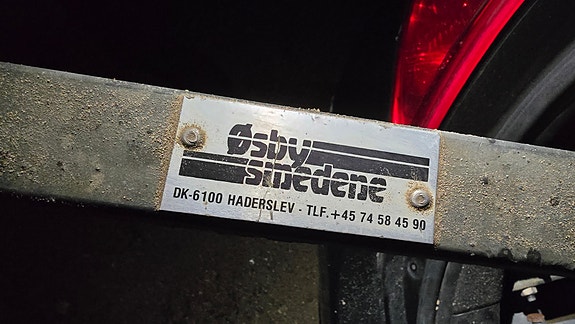 Øsby
smedene
DK-6100 HADERSLEV - TLF. +45 74 58 45 90